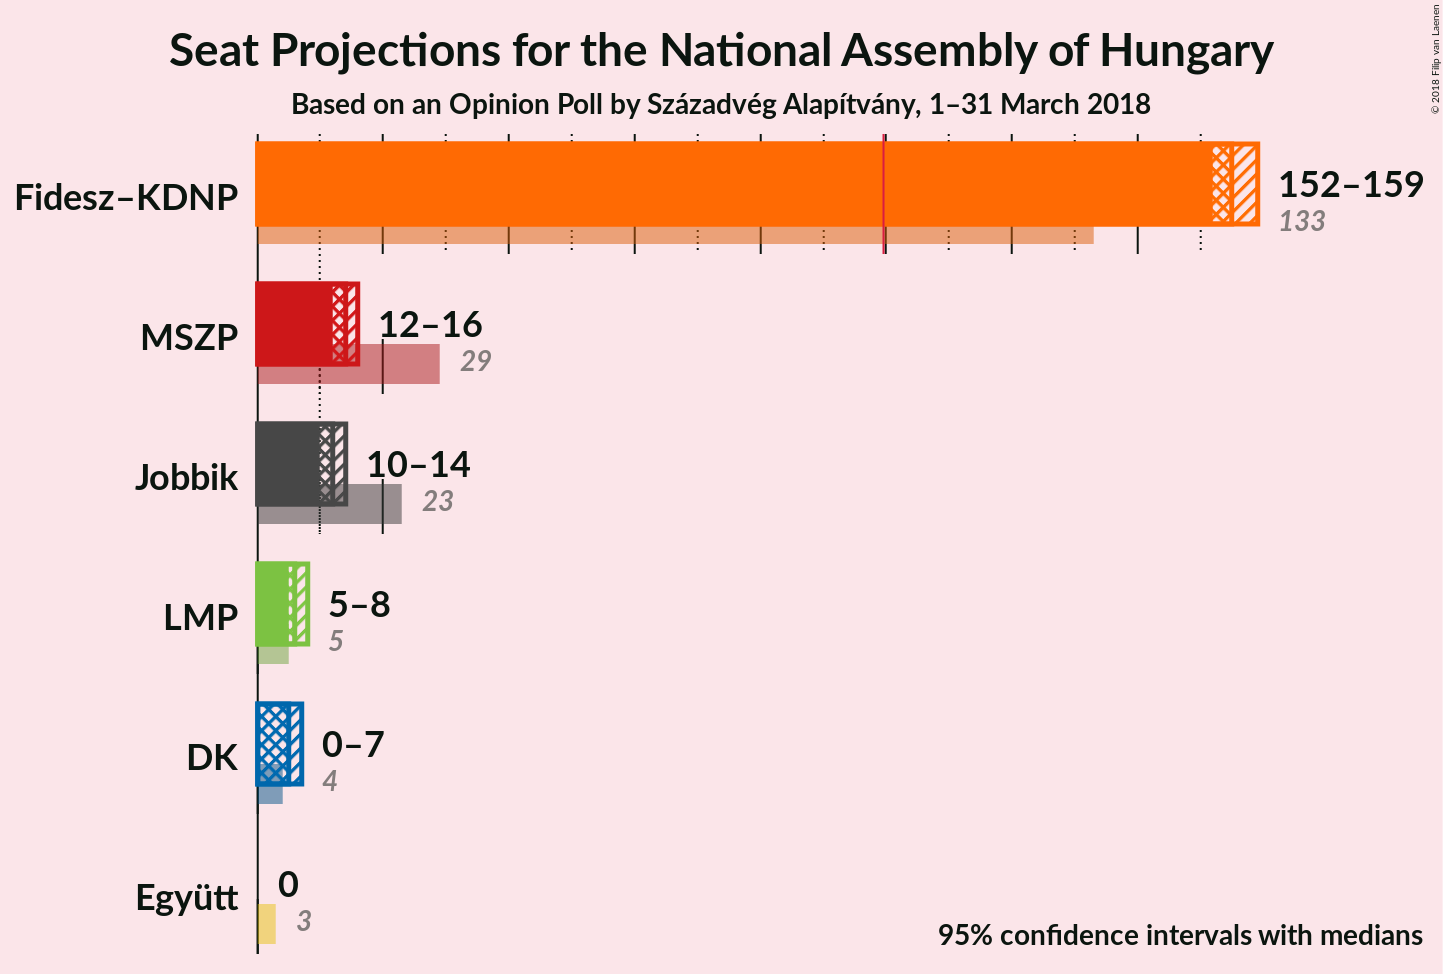 Seat Projections for the National Assembly of Hungary
Based on an Opinion Poll by Századvég Alapítvány, 1–31 March 2018
© 2018 Filip van Laenen
Fidesz–KDNP
152–159
133
MSZP
12–16
29
Jobbik
10–14
23
LMP
5–8
5
DK
0–7
4
Együtt
0
3
95% confidence intervals with medians